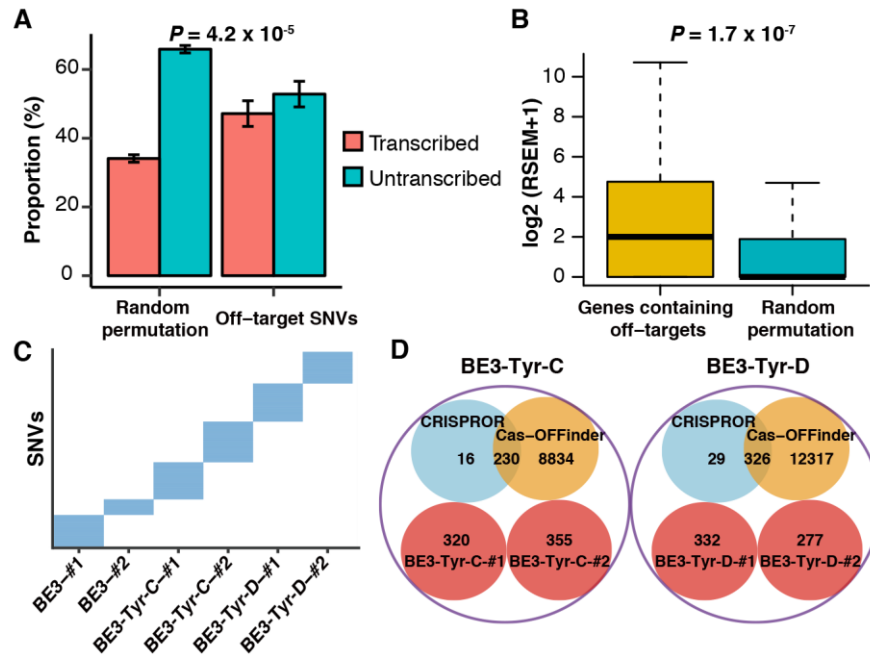 A
P = 4.2 x 10-5
Proportion (%)
60
40
20
0
Transcribed
Untranscribed
Random
permutation
Off–target SNVs
B
P = 1.7 x 10-7
log2 (RSEM+1)
10
8
6
4
2
0
Genes containing
off–targets
Random
permutation
C
SNVs
BE3–#1
BE3–#2
BE3-Tyr-C–#1
BE3-Tyr-C–#2
BE3-Tyr-D–#1
BE3-Tyr-D–#2
D
BE3-Tyr-C
CRISPROR
Cas–OFFinder
16 230 8834
320
BE3-Tyr-C-#1
355
BE3-Tyr-C-#2
BE3-Tyr-D
CRISPROR
Cas–OFFinder
29 326 12317
332
BE3-Tyr-D-#1
277
BE3-Tyr-D-#2